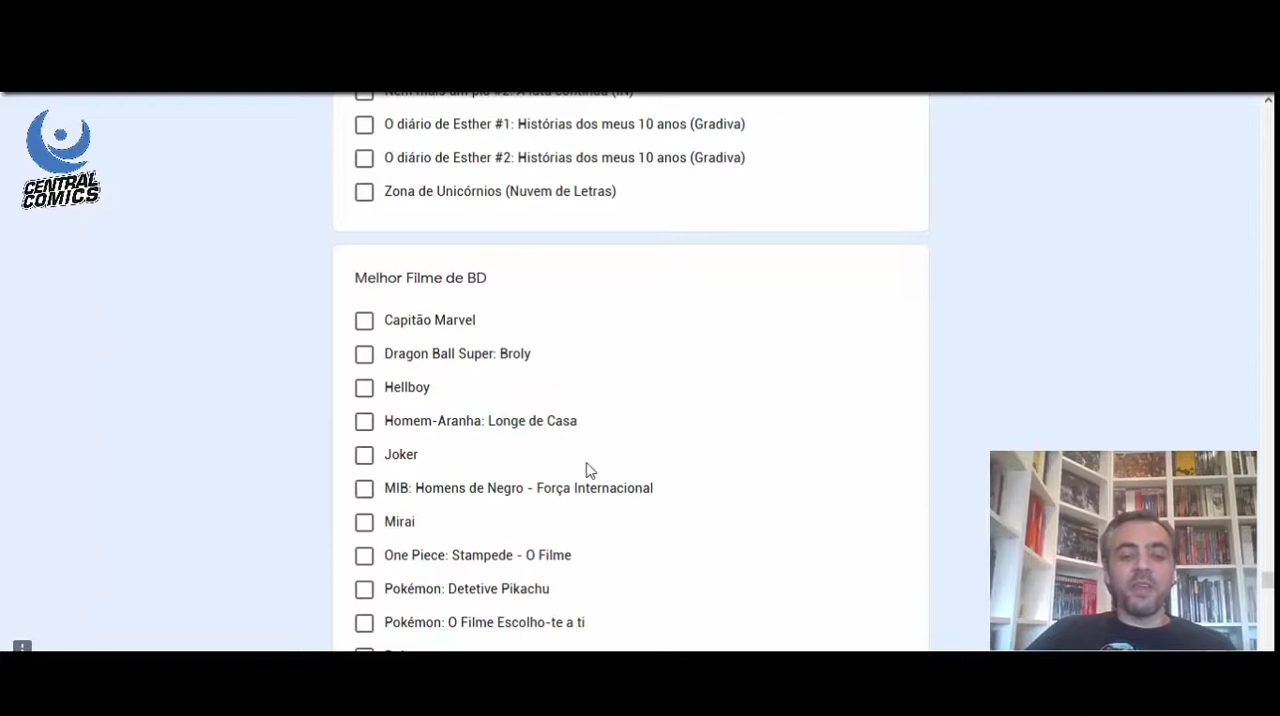 CENTRAL
COMICS
O diário de Esther #1: Histórias dos meus 10 anos (Gradiva)
O diário de Esther #2: Histórias dos meus 10 anos (Gradiva)
Zona de Unicórnios (Nuvem de Letras)
Melhor Filme de BD
Capitão Marvel
Dragon Ball Super: Broly
Hellboy
Homem-Aranha: Longe de Casa
Joker
MIB: Homens de Negro - Força Internacional
Mirai
One Piece: Stampede - O Filme
Pokémon: Detetive Pikachu
Pokémon: O Filme Escolho-te a ti